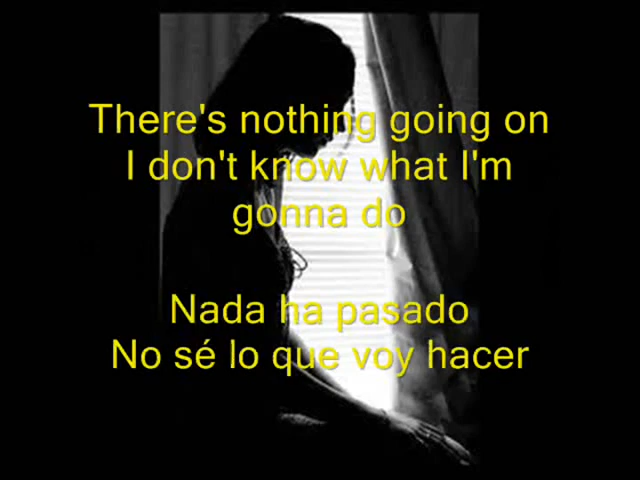 There's nothing going on
I don't know what I'm
gonna do
Nada ha pasado
No sé lo que voy hacer